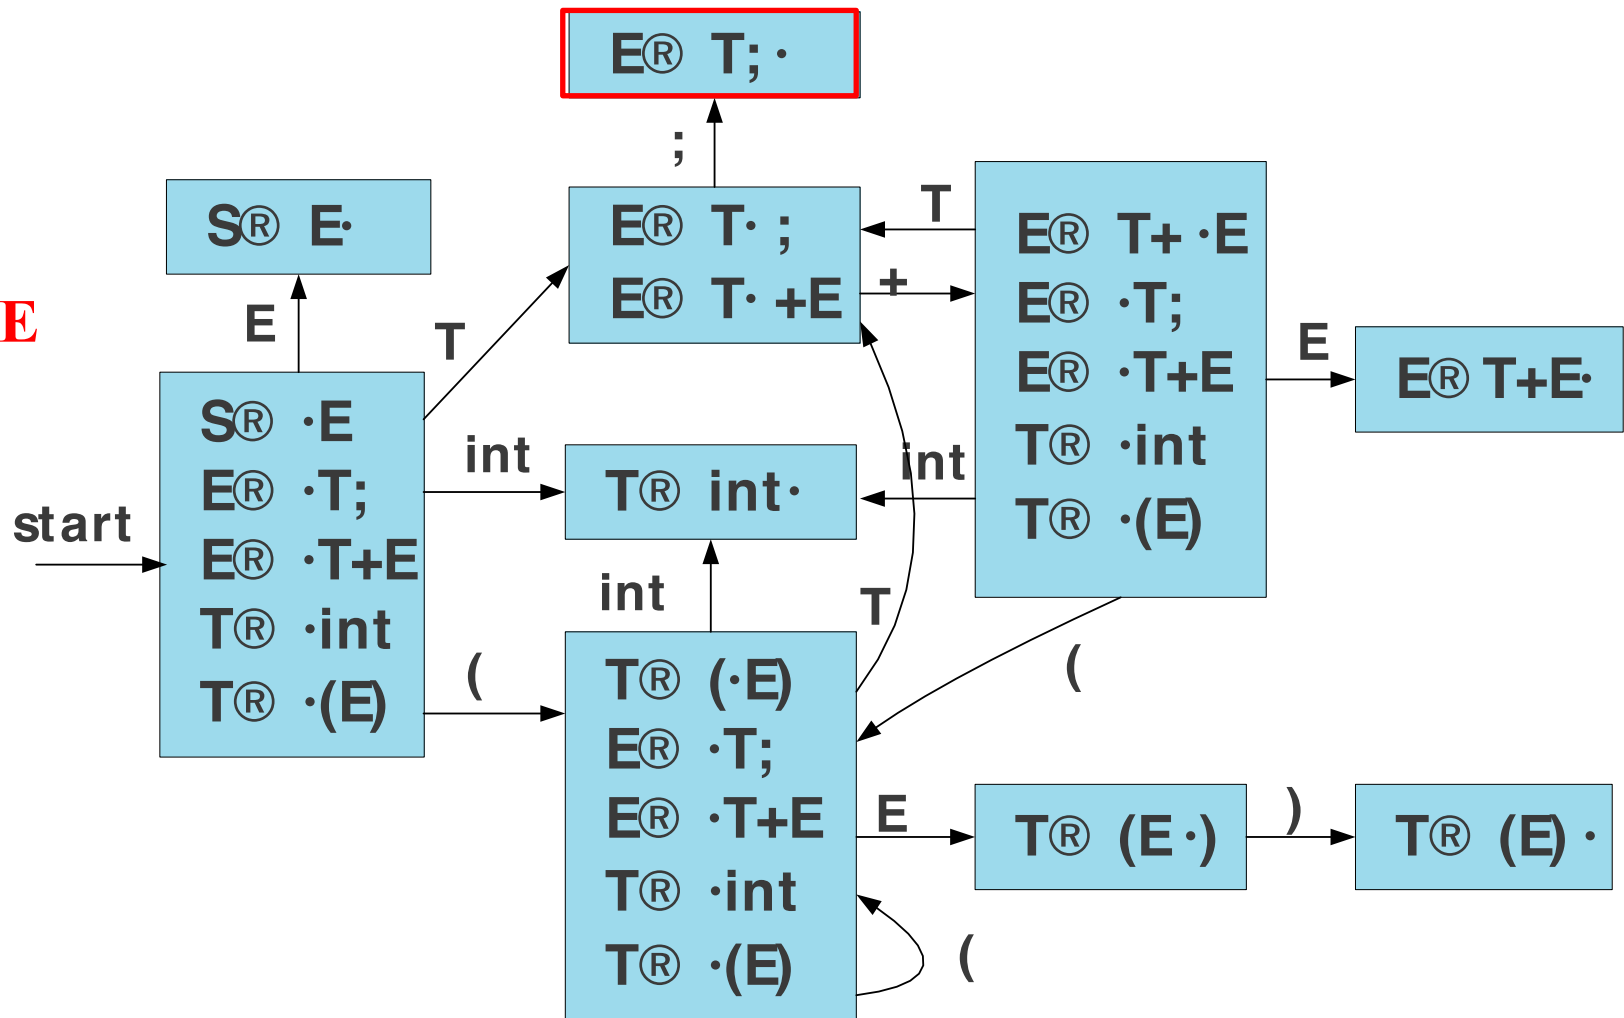 E® T; ·
;
S® E·
E® T· ;
E® T· +E
T
+
E® T+ ·E
E® ·T;
E® ·T+E
T® ·int
T® ·(E)
E
E
T
E
E® T+E·
start
S® ·E
E® ·T;
E® ·T+E
T® ·int
T® ·(E)
int
T® int·
int
int
T
(
(
T® (·E)
E® ·T;
E® ·T+E
T® ·int
T® ·(E)
E
T® (E·)
)
T® (E) ·
(